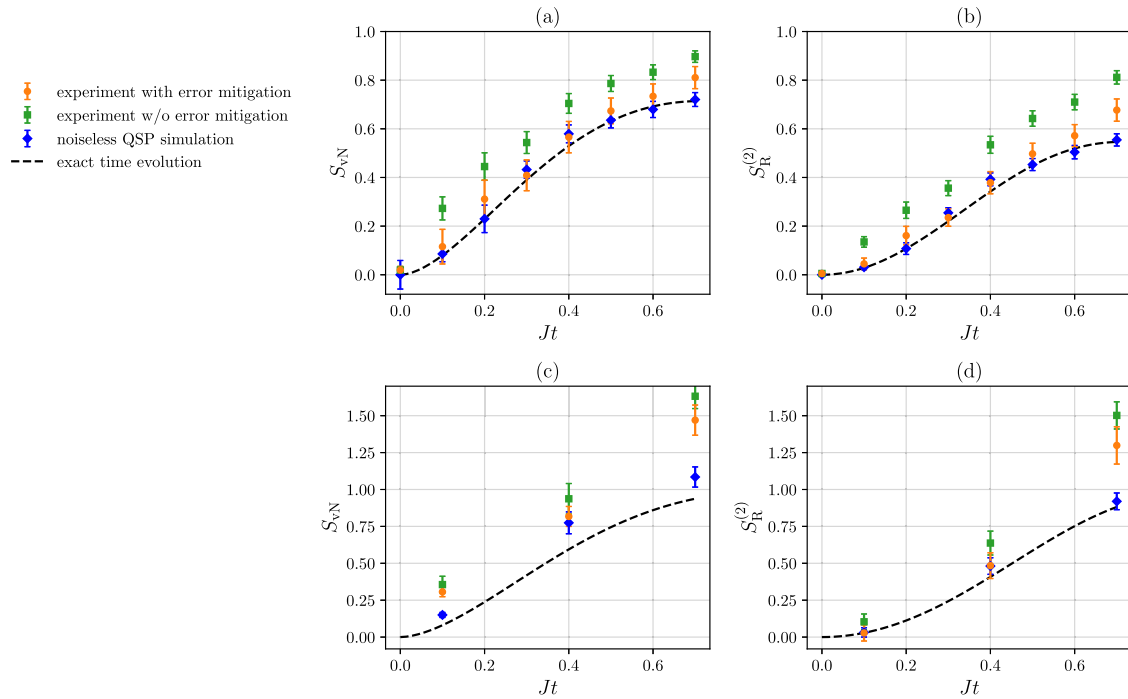 experiment with error mitigation
experiment w/o error mitigation
noiseless QSP simulation
exact time evolution
(a)
1.0
0.8
0.6
0.4
0.2
0.0
S_vN
0.0 0.2 0.4 0.6
Jt
(b)
1.0
0.8
0.6
0.4
0.2
0.0
S_R^(2)
0.0 0.2 0.4 0.6
Jt
(c)
1.50
1.25
1.00
0.75
0.50
0.25
0.00
S_vN
0.0 0.2 0.4 0.6
Jt
(d)
1.50
1.25
1.00
0.75
0.50
0.25
0.00
S_R^(2)
0.0 0.2 0.4 0.6
Jt